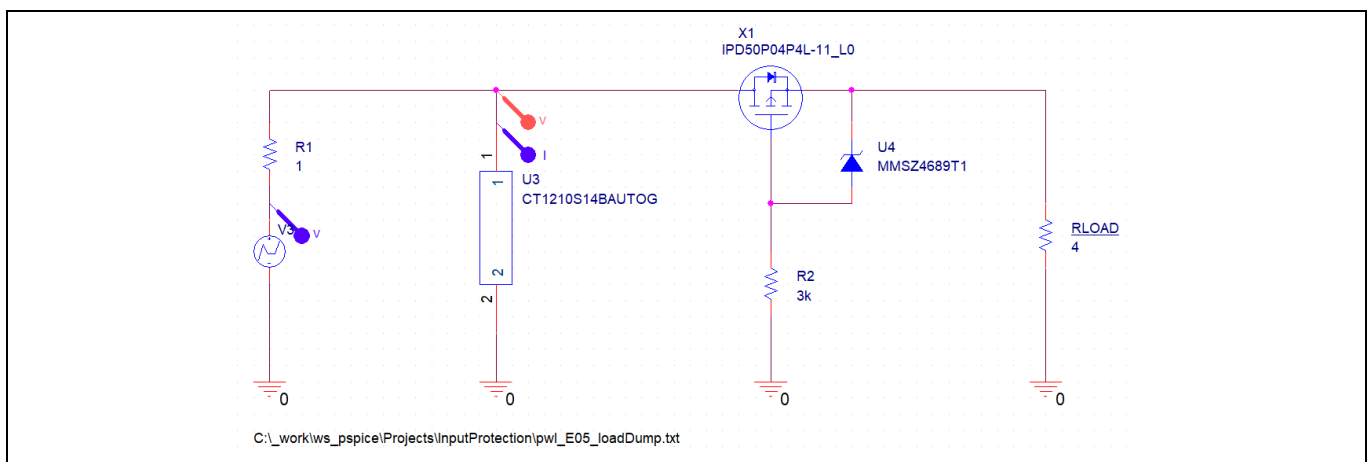 X1
IPD50P04P4L-11_L0
V
R1
1
I
U4
MMSZ4689T1
1
1
U3
CT1210S14BAUTOG
V3
V
RLOAD
4
2
R2
3k
2
0
0
0
0
C:\_work\ws_pspice\Projects\InputProtection\pwl_E05_loadDump.txt